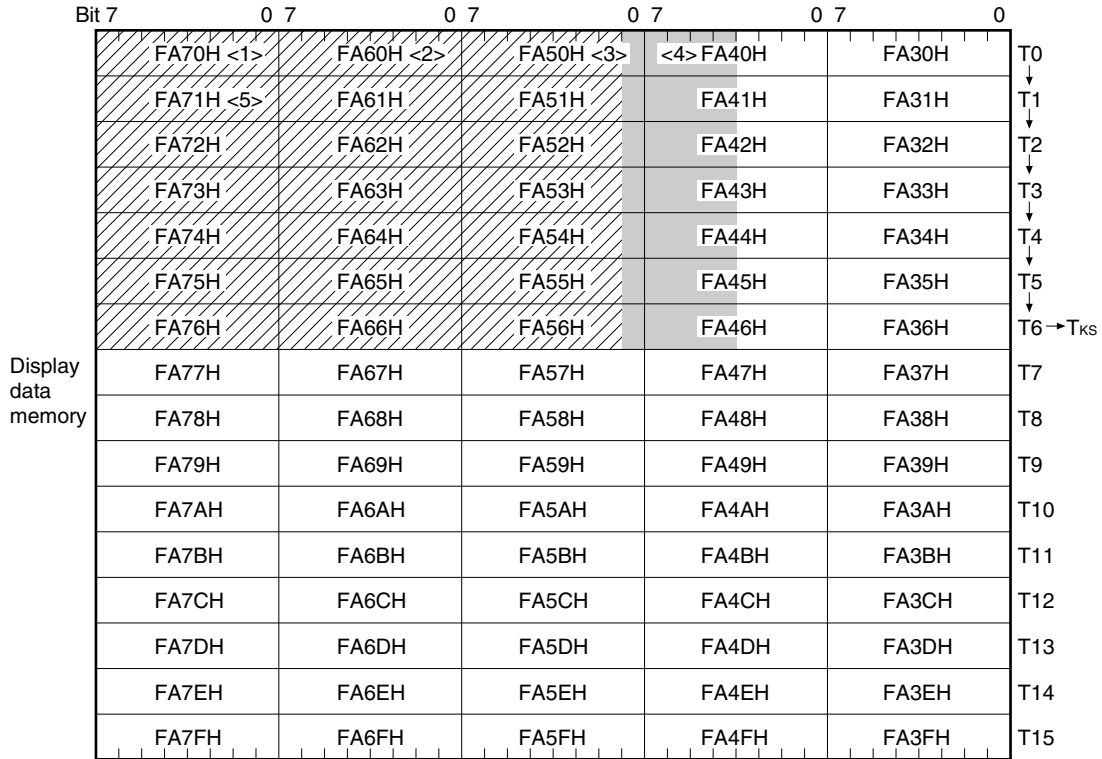 Bit 7 0 7 0 7 0 7 0 7 0
FA70H <1> FA60H <2> FA50H <3> <4> FA40H FA30H T0
FA71H <5> FA61H FA51H FA41H FA31H T1
FA72H FA62H FA52H FA42H FA32H T2
FA73H FA63H FA53H FA43H FA33H T3
FA74H FA64H FA54H FA44H FA34H T4
FA75H FA65H FA55H FA45H FA35H T5
FA76H FA66H FA56H FA46H FA36H T6 → TKS
Display
data
memory
FA77H FA67H FA57H FA47H FA37H T7
FA78H FA68H FA58H FA48H FA38H T8
FA79H FA69H FA59H FA49H FA39H T9
FA7AH FA6AH FA5AH FA4AH FA3AH T10
FA7BH FA6BH FA5BH FA4BH FA3BH T11
FA7CH FA6CH FA5CH FA4CH FA3CH T12
FA7DH FA6DH FA5DH FA4DH FA3DH T13
FA7EH FA6EH FA5EH FA4EH FA3EH T14
FA7FH FA6FH FA5FH FA4FH FA3FH T15